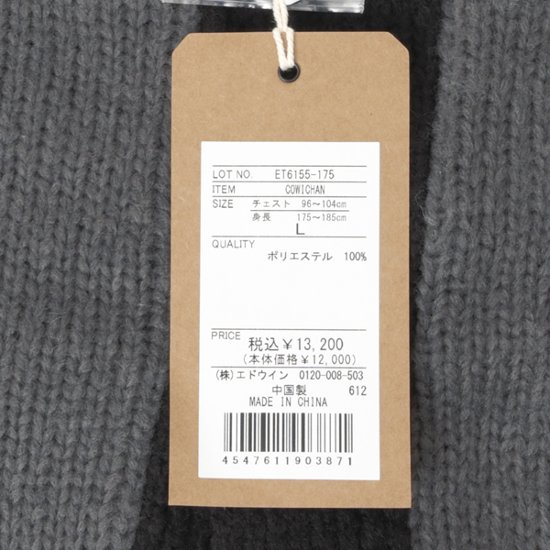 LOT NO. ET6155-175
ITEM COWICHAN
SIZE チェスト 96～104cm
身長 175～185cm
L
QUALITY
ポリエステル 100%
PRICE
税込￥13,200
(本体価格￥12,000)
(株)エドウイン 0120-008-503
中国製 612
MADE IN CHINA
4547611903871